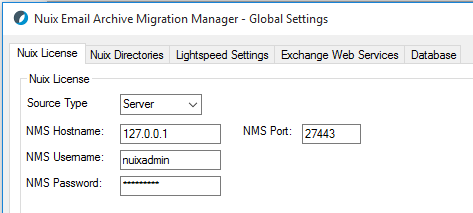 Nuix Email Archive Migration Manager - Global Settings
Nuix License Nuix Directories Lightspeed Settings Exchange Web Services Database
Nuix License
Source Type Server
NMS Hostname: 127.0.0.1 NMS Port: 27443
NMS Username: nuixadmin
NMS Password: *********